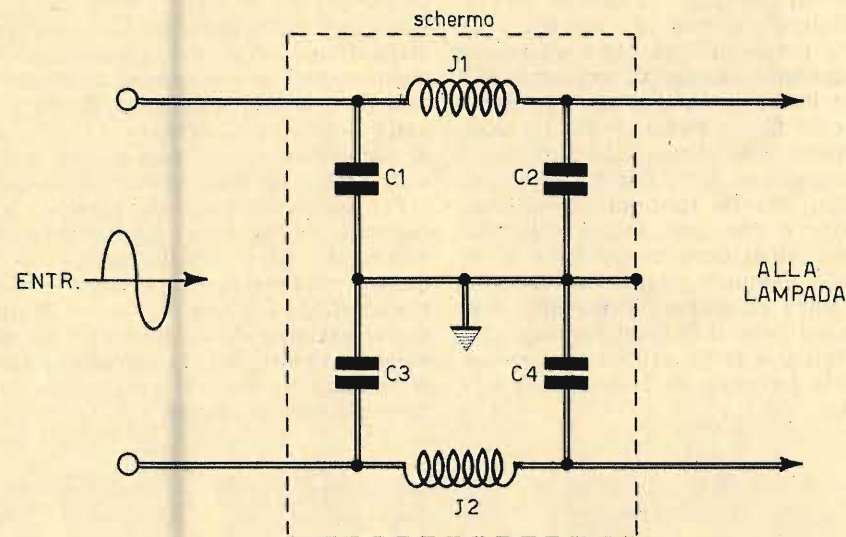 schermo
J1
C1
C2
ENTR.
ALLA
LAMPADA
C3
C4
J2